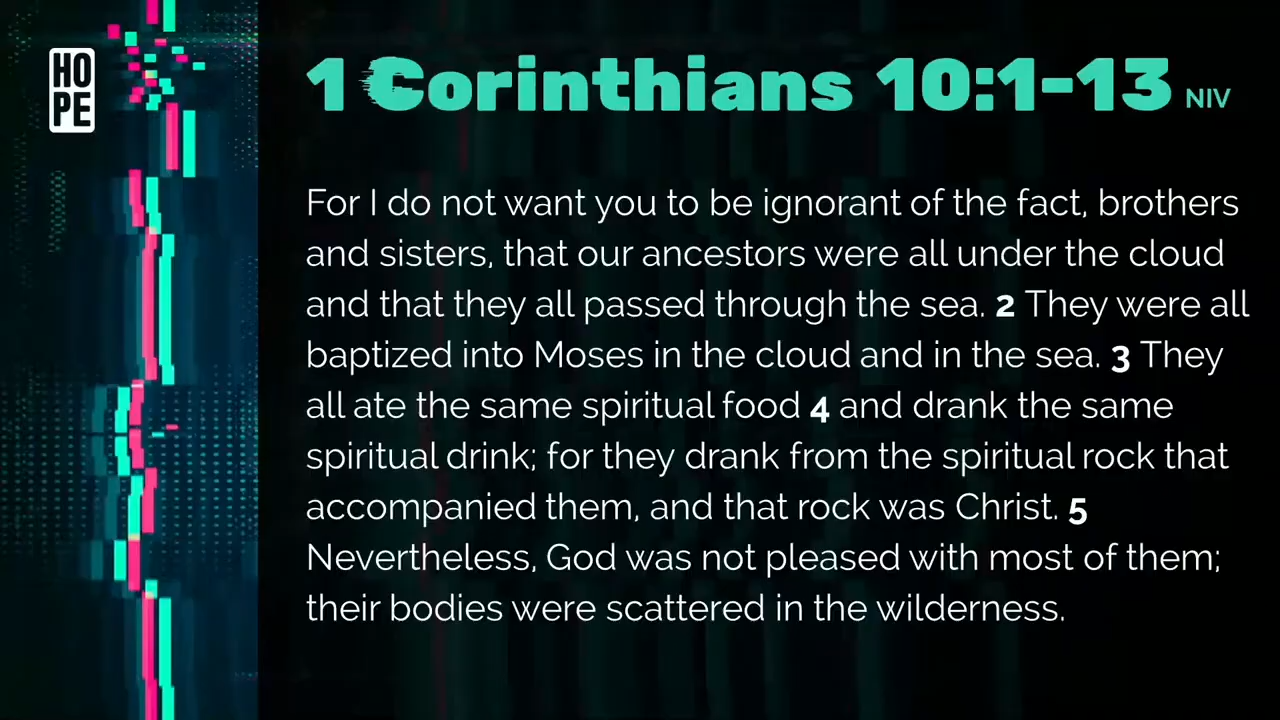 HO
PE
1 Corinthians 10:1-13 NIV
For I do not want you to be ignorant of the fact, brothers
and sisters, that our ancestors were all under the cloud
and that they all passed through the sea. 2 They were all
baptized into Moses in the cloud and in the sea. 3 They
all ate the same spiritual food 4 and drank the same
spiritual drink; for they drank from the spiritual rock that
accompanied them, and that rock was Christ. 5
Nevertheless, God was not pleased with most of them;
their bodies were scattered in the wilderness.